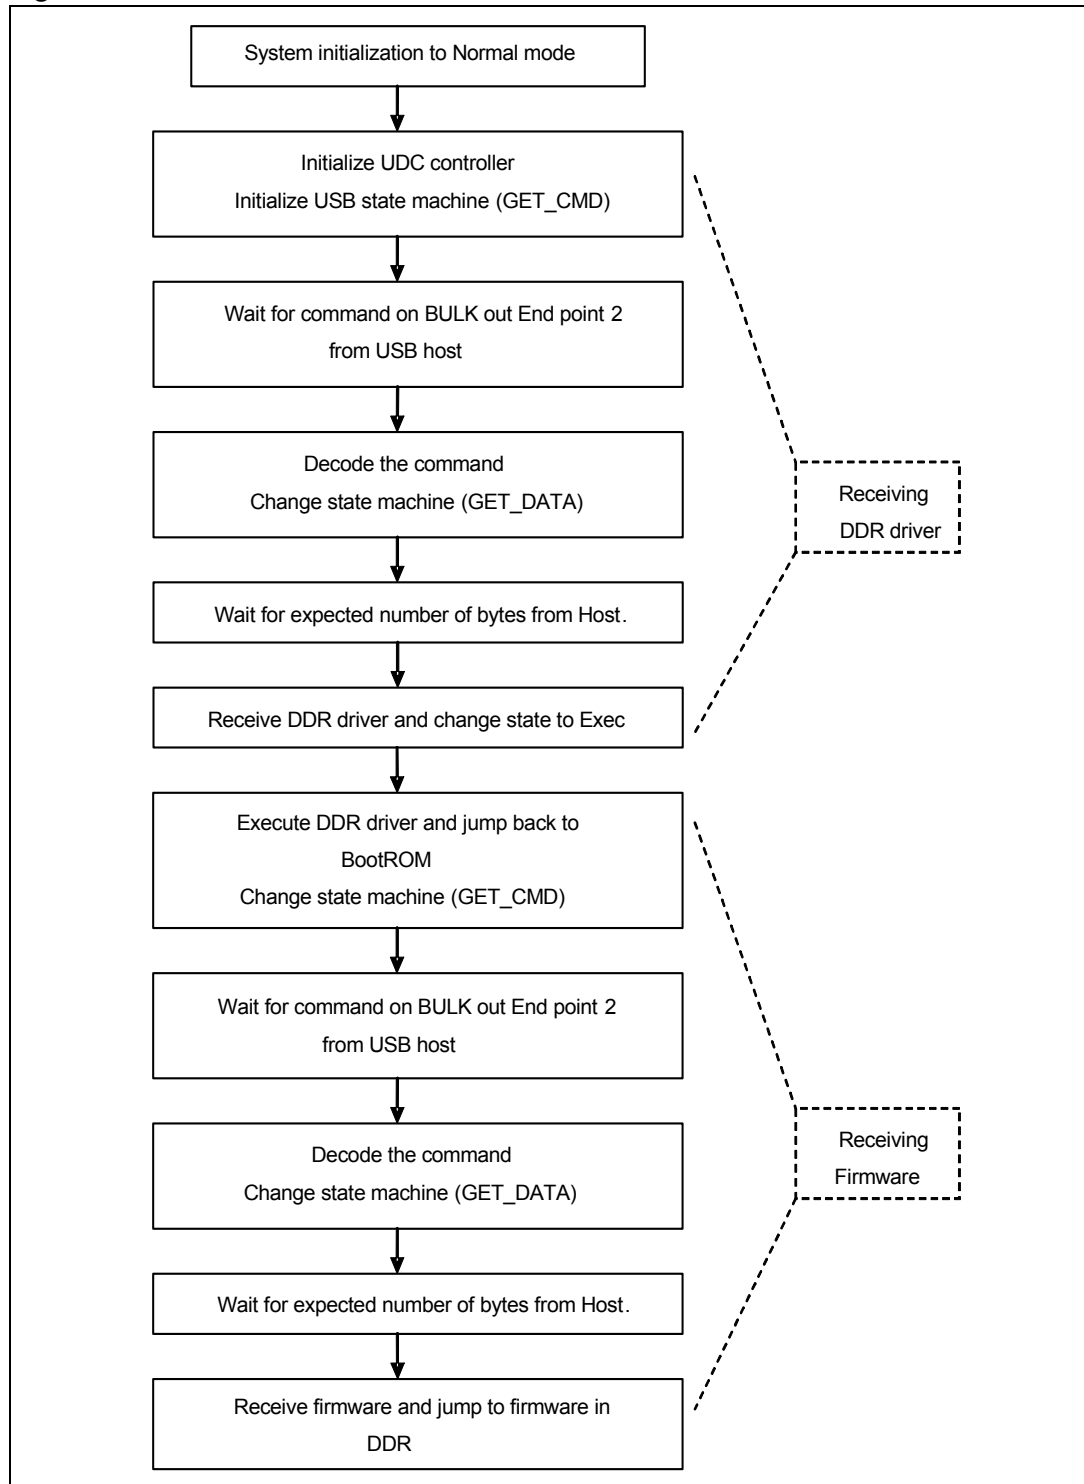 System initialization to Normal mode
Initialize UDC controller
Initialize USB state machine (GET_CMD)
Wait for command on BULK out End point 2
from USB host
Decode the command
Change state machine (GET_DATA)
Receiving
DDR driver
Wait for expected number of bytes from Host.
Receive DDR driver and change state to Exec
Execute DDR driver and jump back to
BootROM
Change state machine (GET_CMD)
Wait for command on BULK out End point 2
from USB host
Decode the command
Change state machine (GET_DATA)
Receiving
Firmware
Wait for expected number of bytes from Host.
Receive firmware and jump to firmware in
DDR